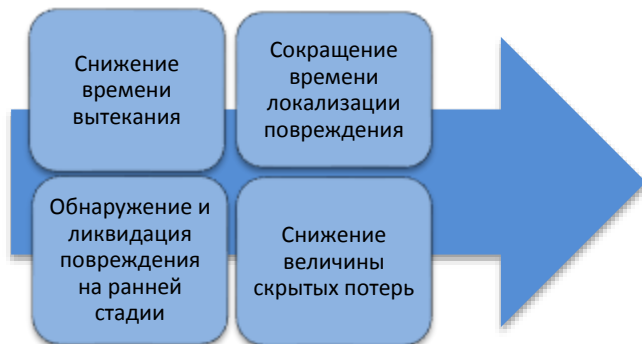 Снижение
времени
вытекания
Сокращение
времени
локализации
повреждения
Обнаружение и
ликвидация
повреждения
на ранней
стадии
Снижение
величины
скрытых потерь